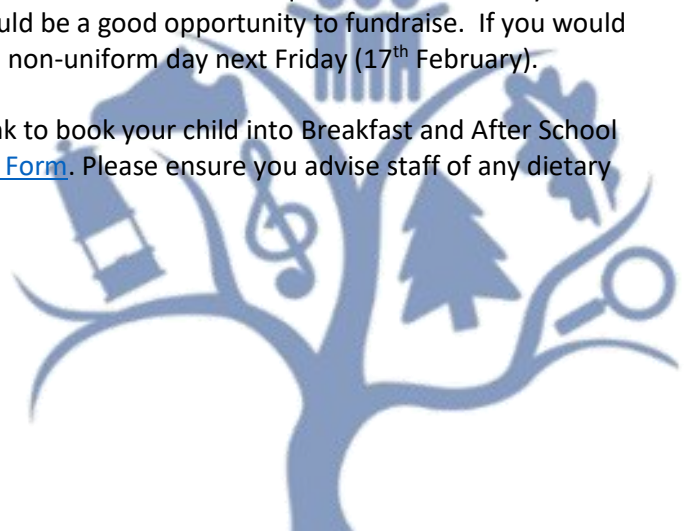 uld be a good opportunity to fundraise. If you would
non-uniform day next Friday (17th February).
k to book your child into Breakfast and After School
Form. Please ensure you advise staff of any dietary